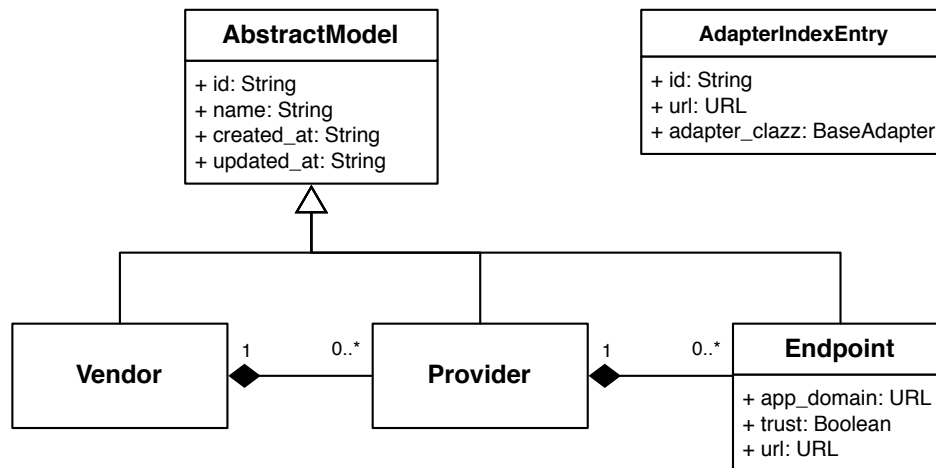 AbstractModel
+ id: String
+ name: String
+ created_at: String
+ updated_at: String
AdapterIndexEntry
+ id: String
+ url: URL
+ adapter_clazz: BaseAdapter
Vendor
1
0..*
Provider
1
0..*
Endpoint
+ app_domain: URL
+ trust: Boolean
+ url: URL